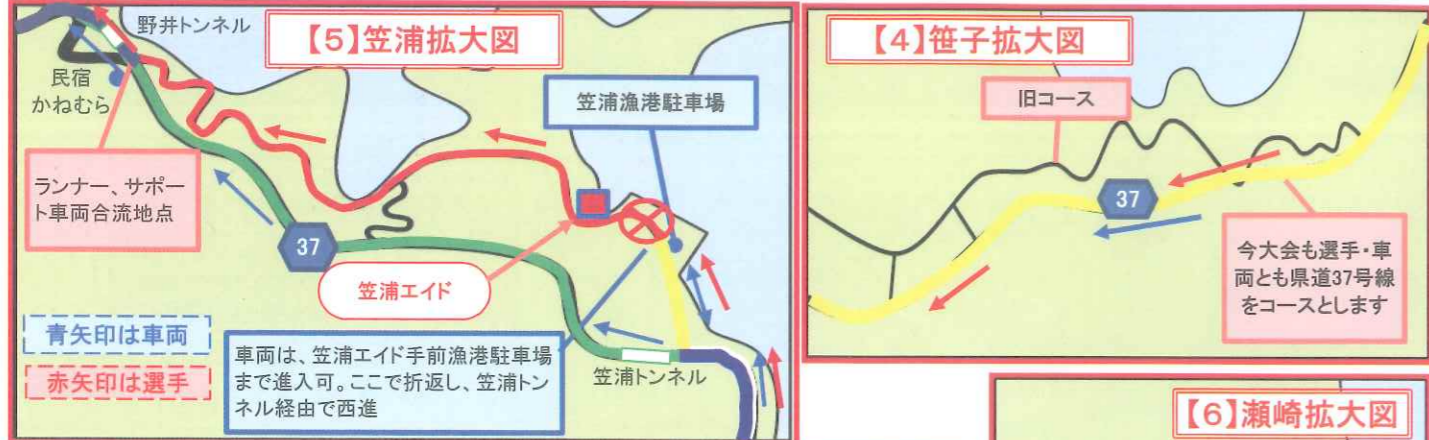 野井トンネル
【5】笠浦拡大図
民宿
かねむら
笠浦漁港駐車場
ランナー、サポー
ト車両合流地点
37
笠浦エイド
青矢印は車両
赤矢印は選手
車両は、笠浦エイド手前漁港駐車場
まで進入可。ここで折返し、笠浦トン
ネル経由で西進
笠浦トンネル
【4】笹子拡大図
旧コース
37
今大会も選手・車
両とも県道37号線
をコースとします
【6】瀬崎拡大図